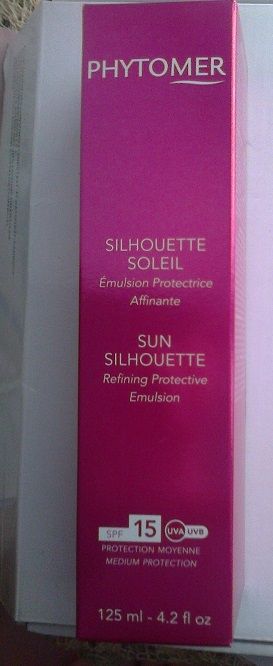 PHYTOMER
SILHOUETTE
SOLEIL
Émulsion Protectrice
Affinante
SUN
SILHOUETTE
Refining Protective
Emulsion
SPF 15 UVA UVB
PROTECTION MOYENNE
MEDIUM PROTECTION
125 ml - 4.2 fl oz